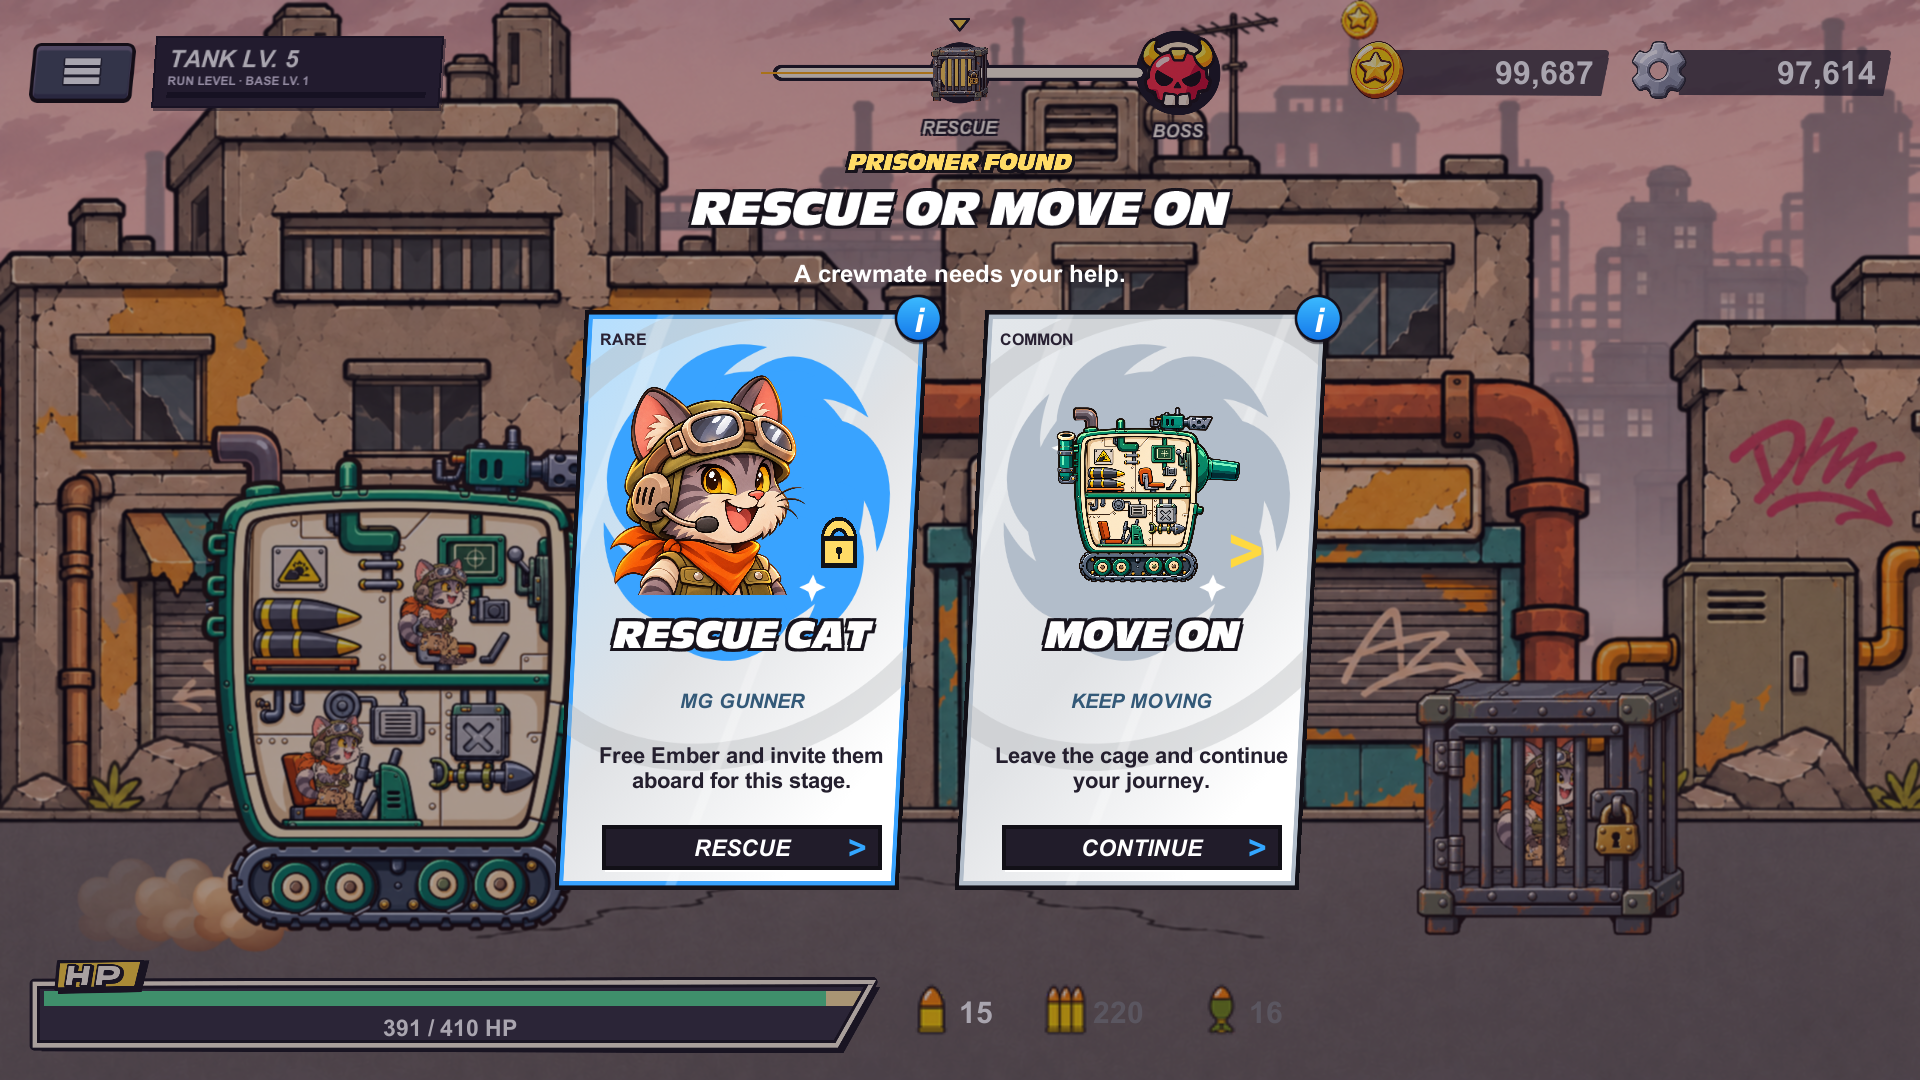 TANK LV. 5
RUN LEVEL · BASE LV. 1
RESCUE
BOSS
99,687
97,614
PRISONER FOUND
RESCUE OR MOVE ON
A crewmate needs your help.
RARE
i
RESCUE CAT
MG GUNNER
Free Ember and invite them
aboard for this stage.
RESCUE >
COMMON
i
>
MOVE ON
KEEP MOVING
Leave the cage and continue
your journey.
CONTINUE >
HP
391 / 410 HP
15
220
16